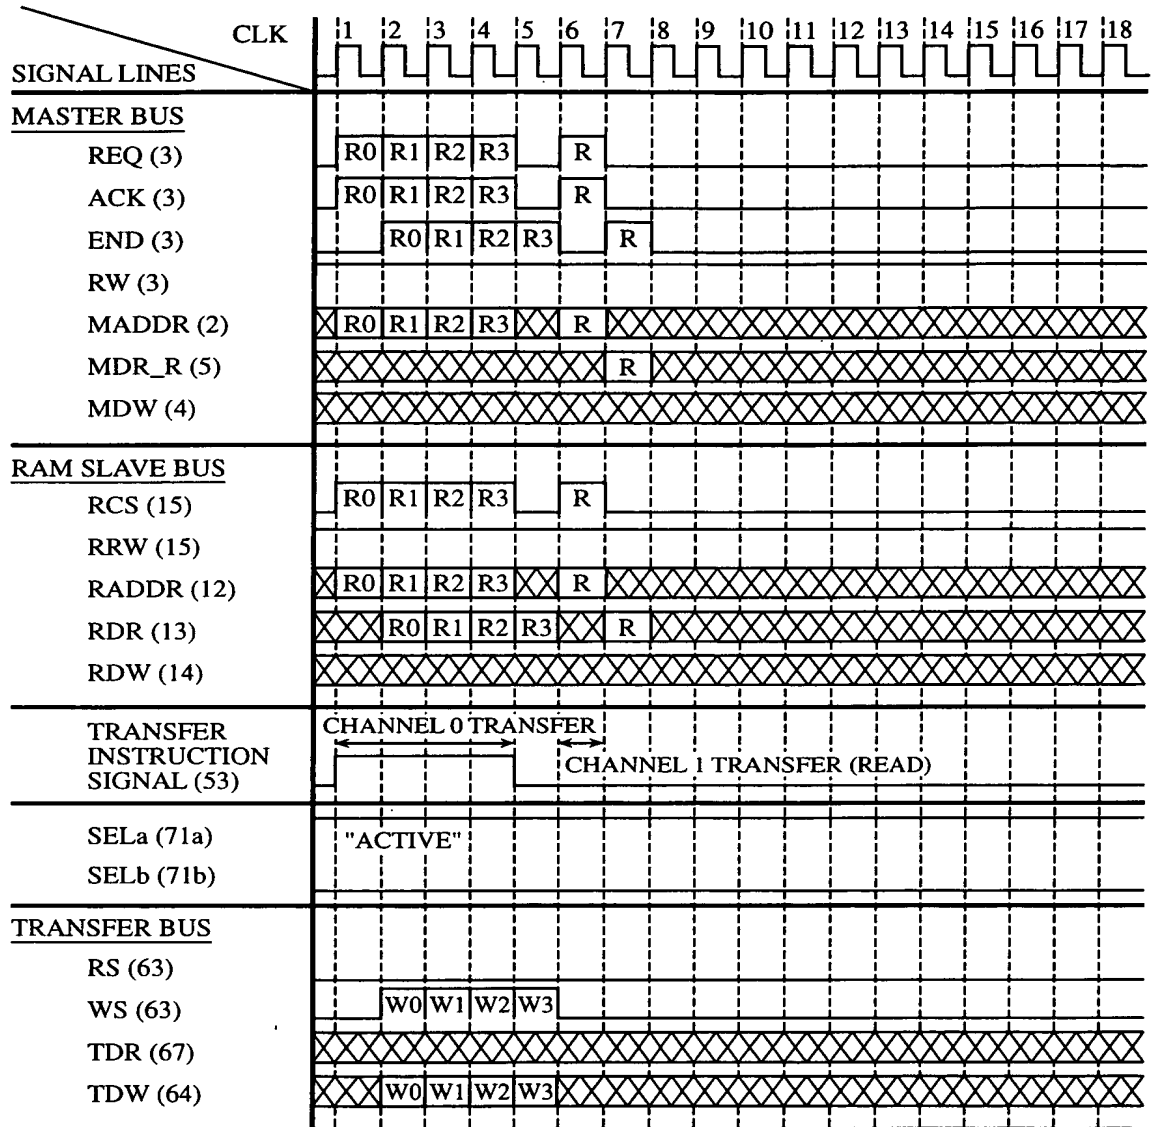 CLK 1 2 3 4 5 6 7 8 9 10 11 12 13 14 15 16 17 18
SIGNAL LINES
MASTER BUS
REQ (3) R0 R1 R2 R3 R
ACK (3) R0 R1 R2 R3 R
END (3) R0 R1 R2 R3 R
RW (3)
MADDR (2) R0 R1 R2 R3 R
MDR_R (5) R
MDW (4)
RAM SLAVE BUS
RCS (15) R0 R1 R2 R3 R
RRW (15)
RADDR (12) R0 R1 R2 R3 R
RDR (13) R0 R1 R2 R3 R
RDW (14)
TRANSFER
INSTRUCTION
SIGNAL (53)
CHANNEL 0 TRANSFER
CHANNEL 1 TRANSFER (READ)
SELa (71a) "ACTIVE"
SELb (71b)
TRANSFER BUS
RS (63)
WS (63) W0 W1 W2 W3
TDR (67)
TDW (64) W0 W1 W2 W3